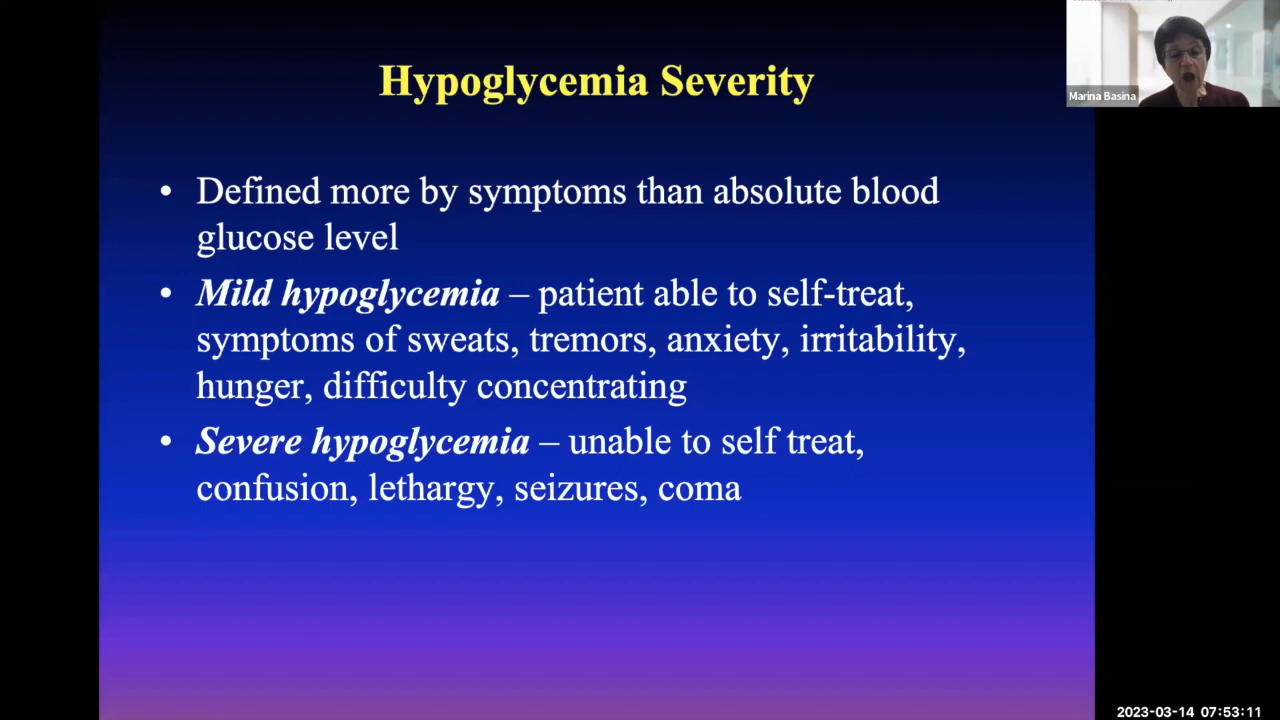 Hypoglycemia Severity
Marina Basina
• Defined more by symptoms than absolute blood
glucose level
• Mild hypoglycemia – patient able to self-treat,
symptoms of sweats, tremors, anxiety, irritability,
hunger, difficulty concentrating
• Severe hypoglycemia – unable to self treat,
confusion, lethargy, seizures, coma
2023-03-14 07:53:11